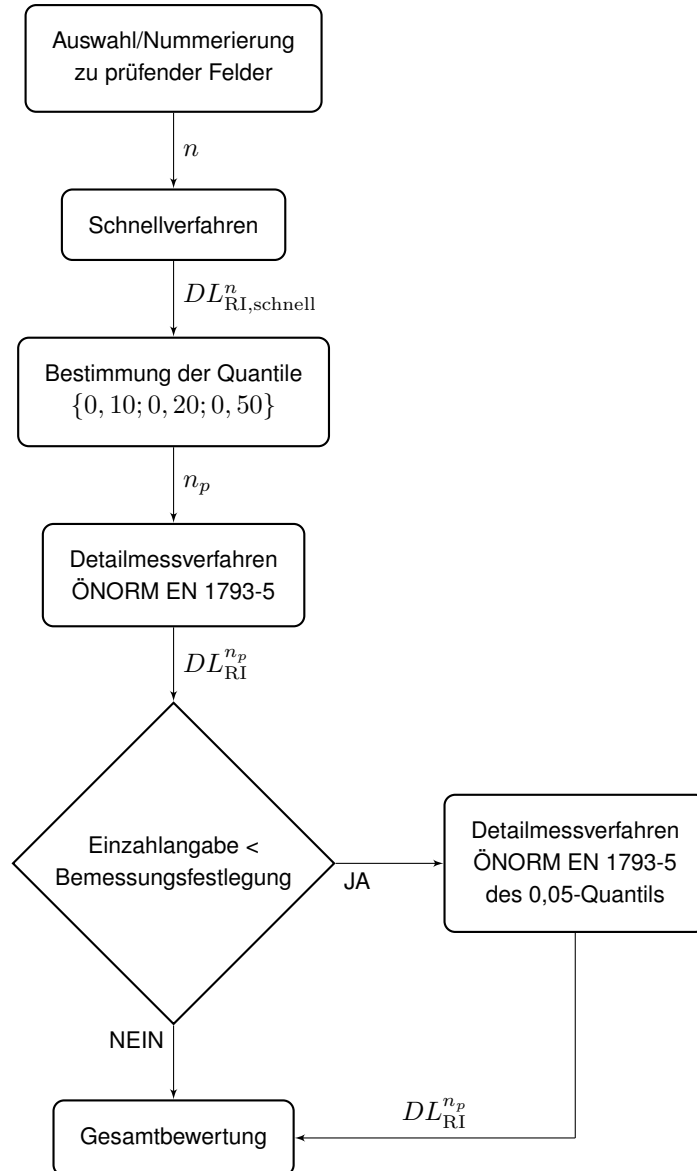 Auswahl/Nummerierung
zu prüfender Felder
n
Schnellverfahren
DL^n_RI,schnell
Bestimmung der Quantile
{0, 10; 0, 20; 0, 50}
n_p
Detailmessverfahren
ÖNORM EN 1793-5
DL^{n_p}_RI
Einzahlangabe <
Bemessungsfestlegung
JA
Detailmessverfahren
ÖNORM EN 1793-5
des 0,05-Quantils
NEIN
DL^{n_p}_RI
Gesamtbewertung